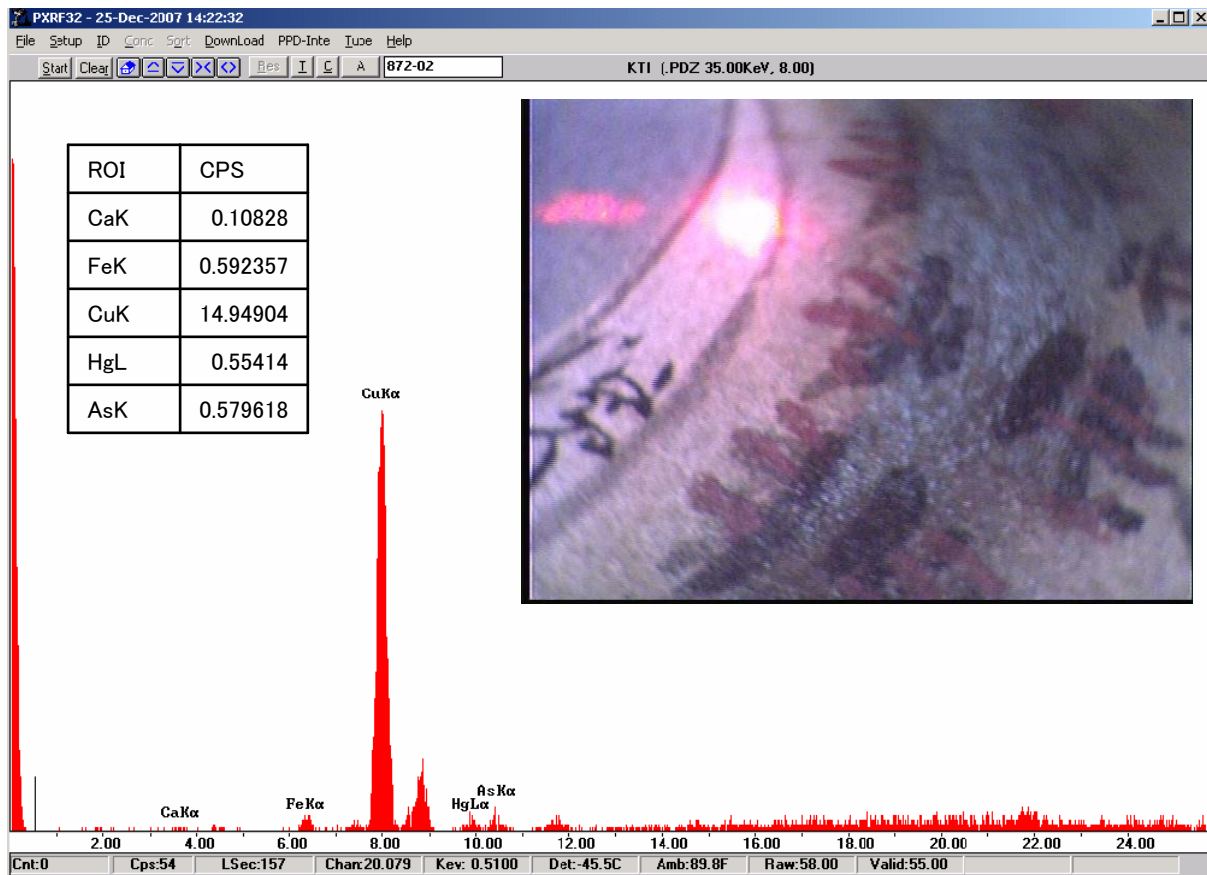 PXRF32 - 25-Dec-2007 14:22:32
File Setup ID Conc Sort DownLoad PPD-Inte Tube Help
Start Clear Res I C A 872-02 KTI (.PDZ 35.00KeV, 8.00)
ROI CPS
CaK 0.10828
FeK 0.592357
CuK 14.94904
HgL 0.55414
AsK 0.579618
CuKα
AsKα
CaKα FeKα HgLα
2.00 4.00 6.00 8.00 10.00 12.00 14.00 16.00 18.00 20.00 22.00 24.00
Cnt:0 Cps:54 LSec:157 Chan:20.079 Kev: 0.5100 Det:-45.5C Amb:89.8F Raw:58.00 Valid:55.00